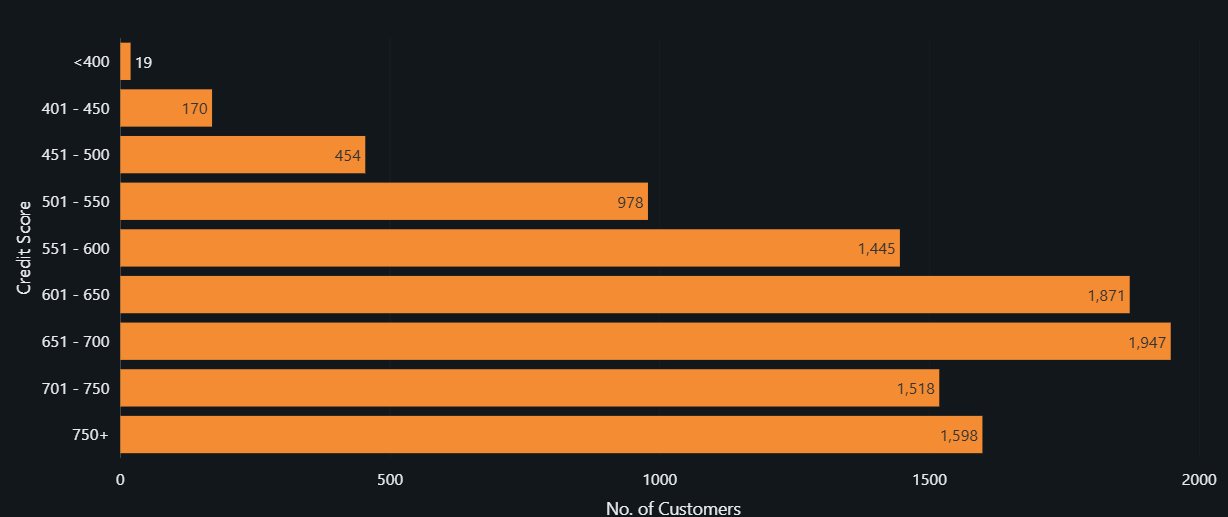 Credit Score
<400 19
401 - 450 170
451 - 500 454
501 - 550 978
551 - 600 1,445
601 - 650 1,871
651 - 700 1,947
701 - 750 1,518
750+ 1,598
0 500 1000 1500 2000
No. of Customers